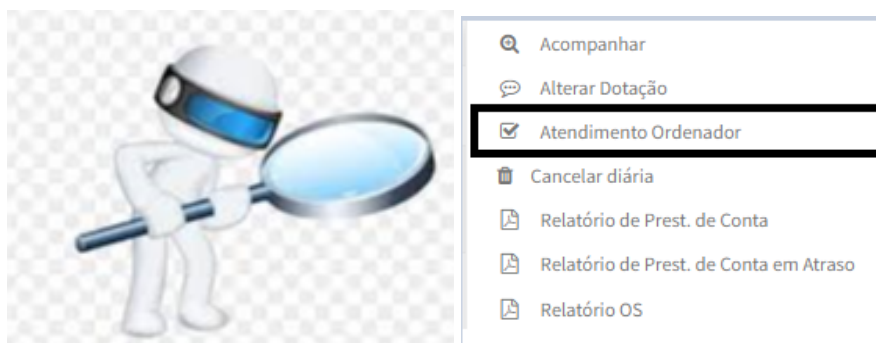 Acompanhar
Alterar Dotação
Atendimento Ordenador
Cancelar diária
Relatório de Prest. de Conta
Relatório de Prest. de Conta em Atraso
Relatório OS